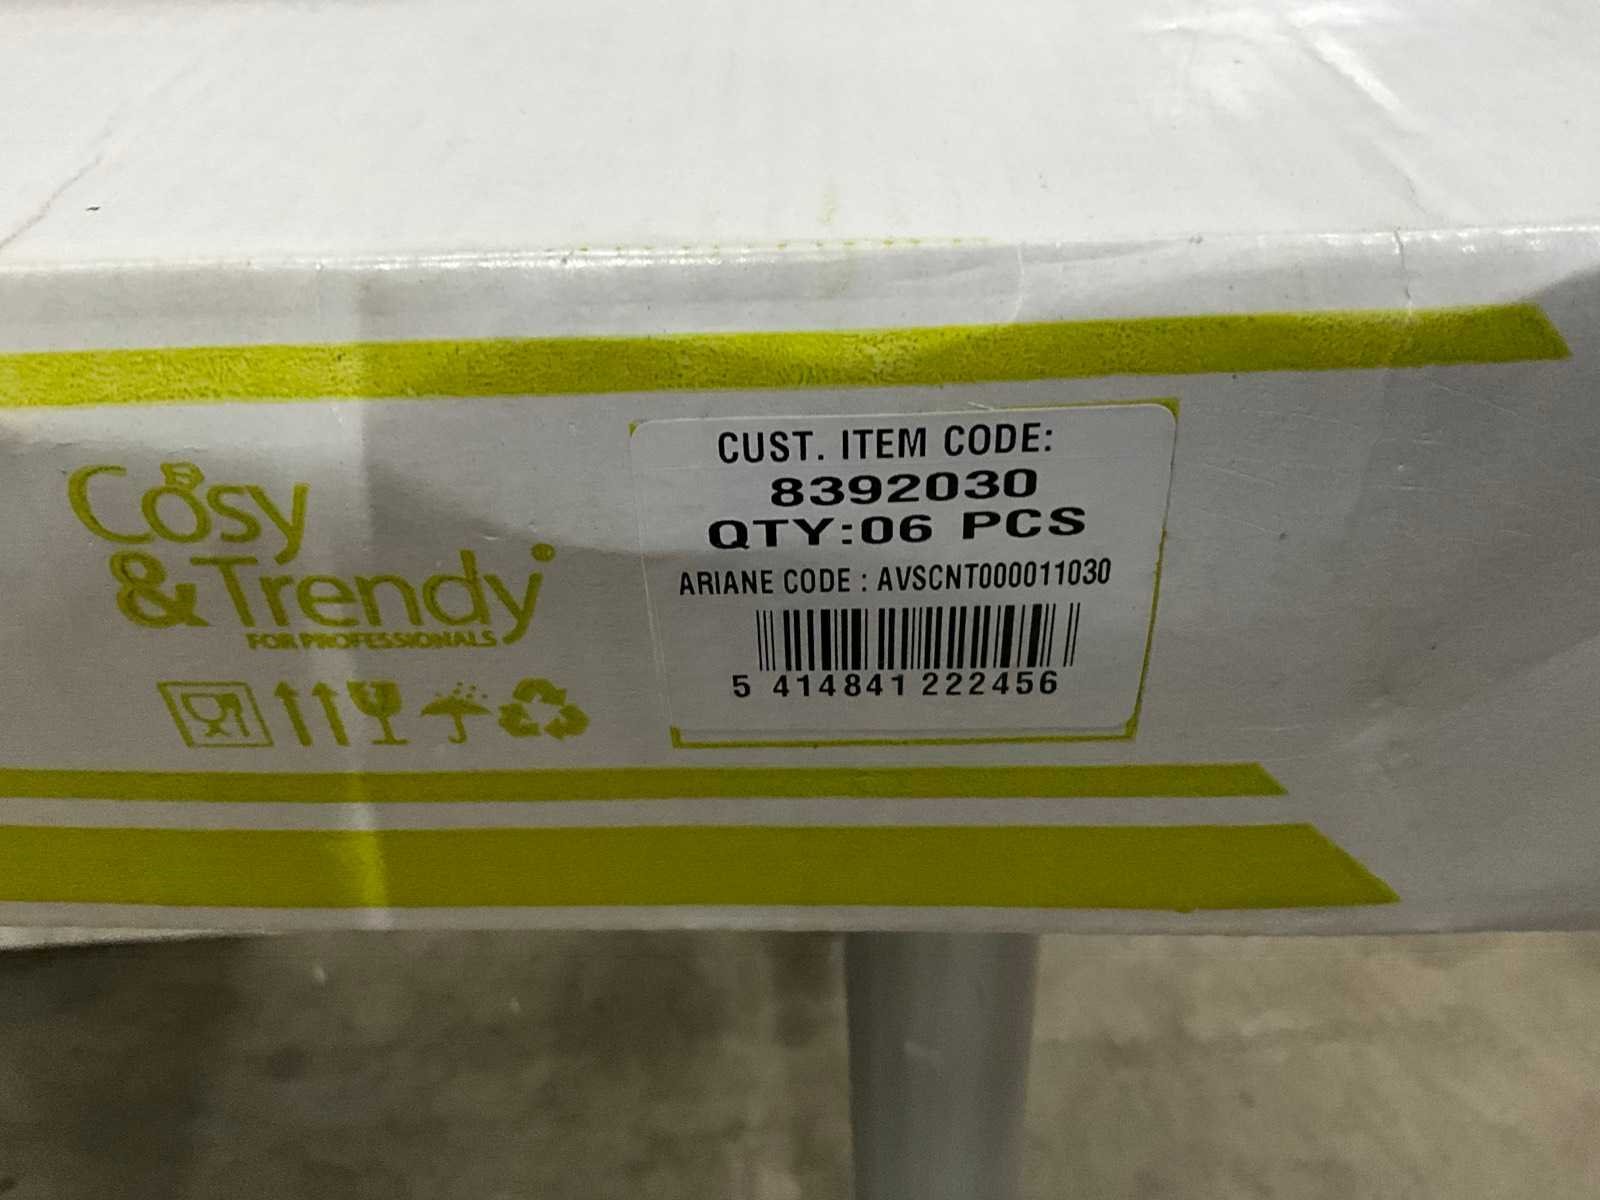 Cosy
&Trendy®
FOR PROFESSIONALS
CUST. ITEM CODE:
8392030
QTY:06 PCS
ARIANE CODE : AVSCNT000011030
5 414841 222456